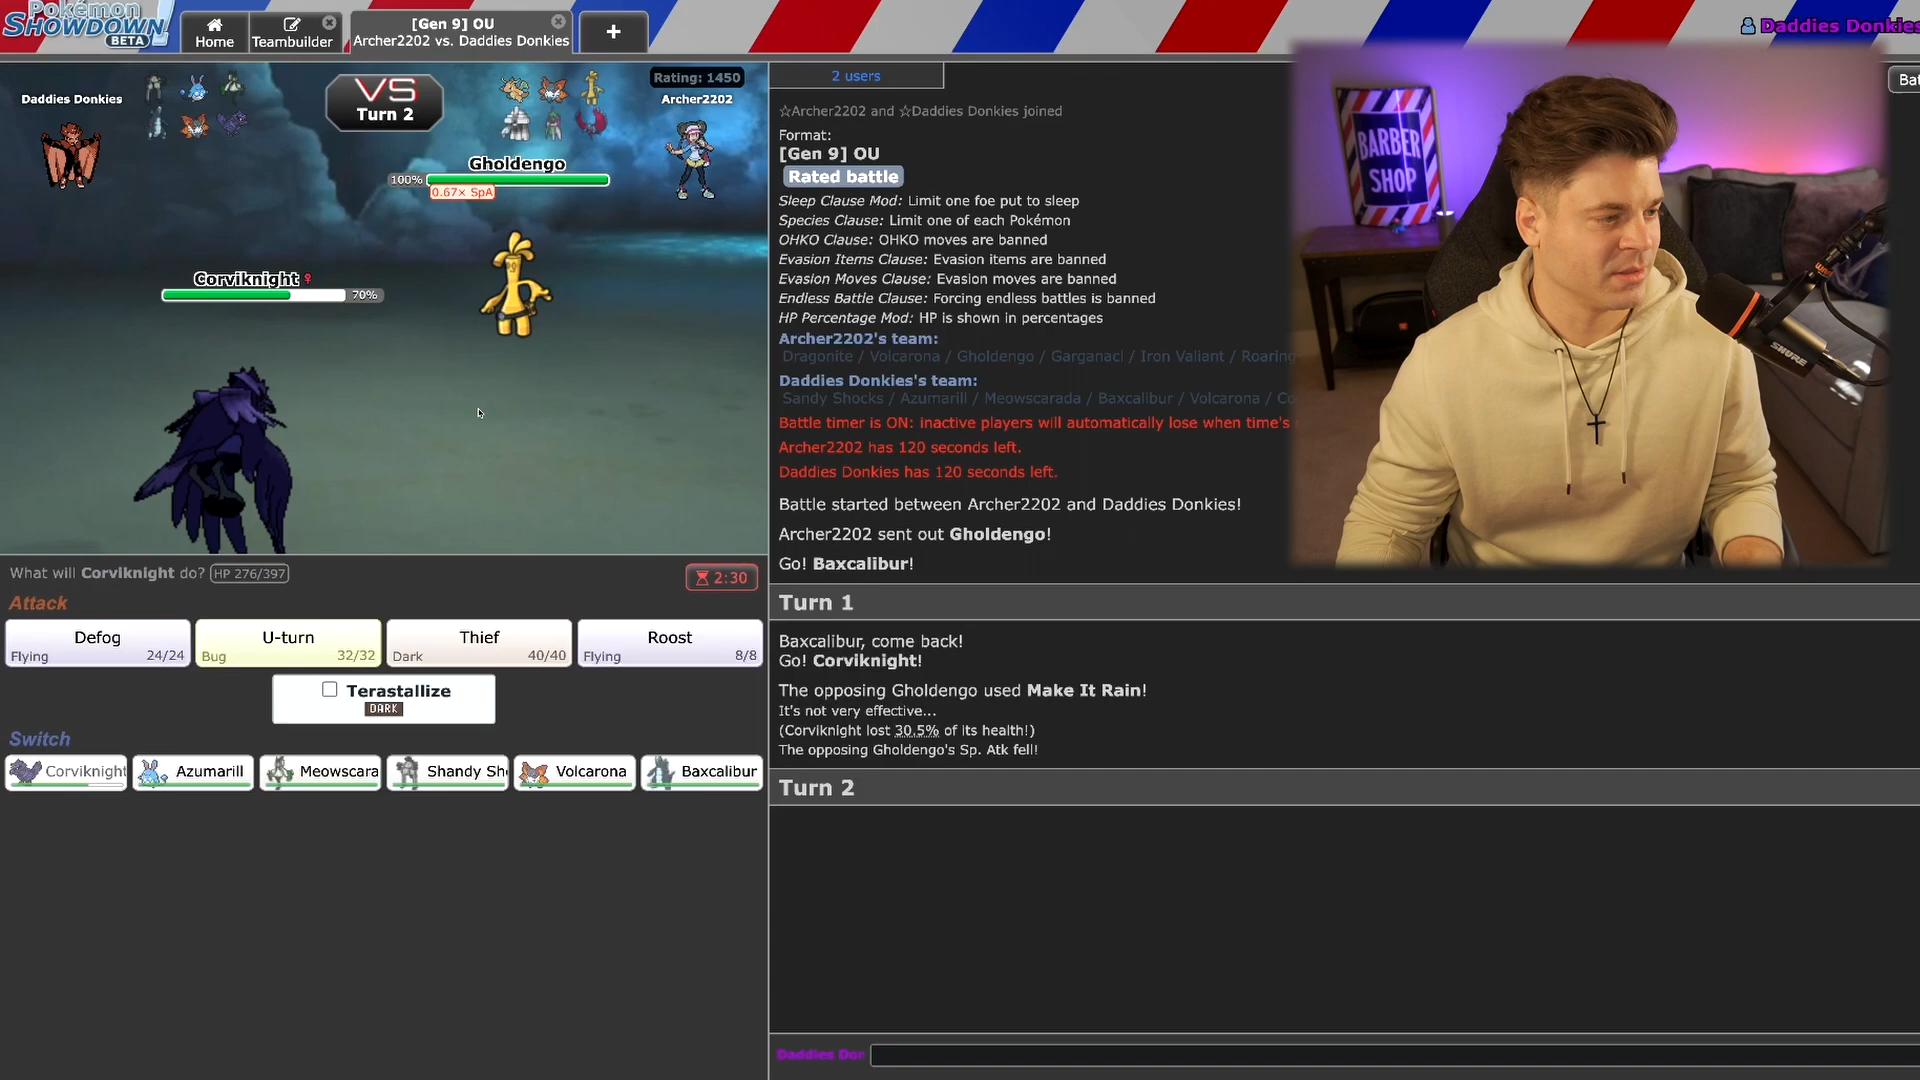 Pokémon
SHOWDOWN!
BETA
Home
Teambuilder
[Gen 9] OU
Archer2202 vs. Daddies Donkies
+
Daddies Donkies
Bat
Daddies Donkies
VS
Turn 2
Rating: 1450
Archer2202
Gholdengo
100%
0.67× SpA
Corviknight ♀
70%
What will Corviknight do? HP 276/397
2:30
Attack
Defog
Flying 24/24
U-turn
Bug 32/32
Thief
Dark 40/40
Roost
Flying 8/8
Terastallize
DARK
Switch
Corviknight
Azumarill
Meowscara
Shandy Sh
Volcarona
Baxcalibur
2 users
☆Archer2202 and ☆Daddies Donkies joined
Format:
[Gen 9] OU
Rated battle
Sleep Clause Mod: Limit one foe put to sleep
Species Clause: Limit one of each Pokémon
OHKO Clause: OHKO moves are banned
Evasion Items Clause: Evasion items are banned
Evasion Moves Clause: Evasion moves are banned
Endless Battle Clause: Forcing endless battles is banned
HP Percentage Mod: HP is shown in percentages
Archer2202's team:
Dragonite / Volcarona / Gholdengo / Garganacl / Iron Valiant / Roaring
Daddies Donkies's team:
Sandy Shocks / Azumarill / Meowscarada / Baxcalibur / Volcarona / Co
Battle timer is ON: inactive players will automatically lose when time's
Archer2202 has 120 seconds left.
Daddies Donkies has 120 seconds left.
Battle started between Archer2202 and Daddies Donkies!
Archer2202 sent out Gholdengo!
Go! Baxcalibur!
Turn 1
Baxcalibur, come back!
Go! Corviknight!
The opposing Gholdengo used Make It Rain!
It's not very effective...
(Corviknight lost 30.5% of its health!)
The opposing Gholdengo's Sp. Atk fell!
Turn 2
Daddies Don
BARBER
SHOP
SHURE